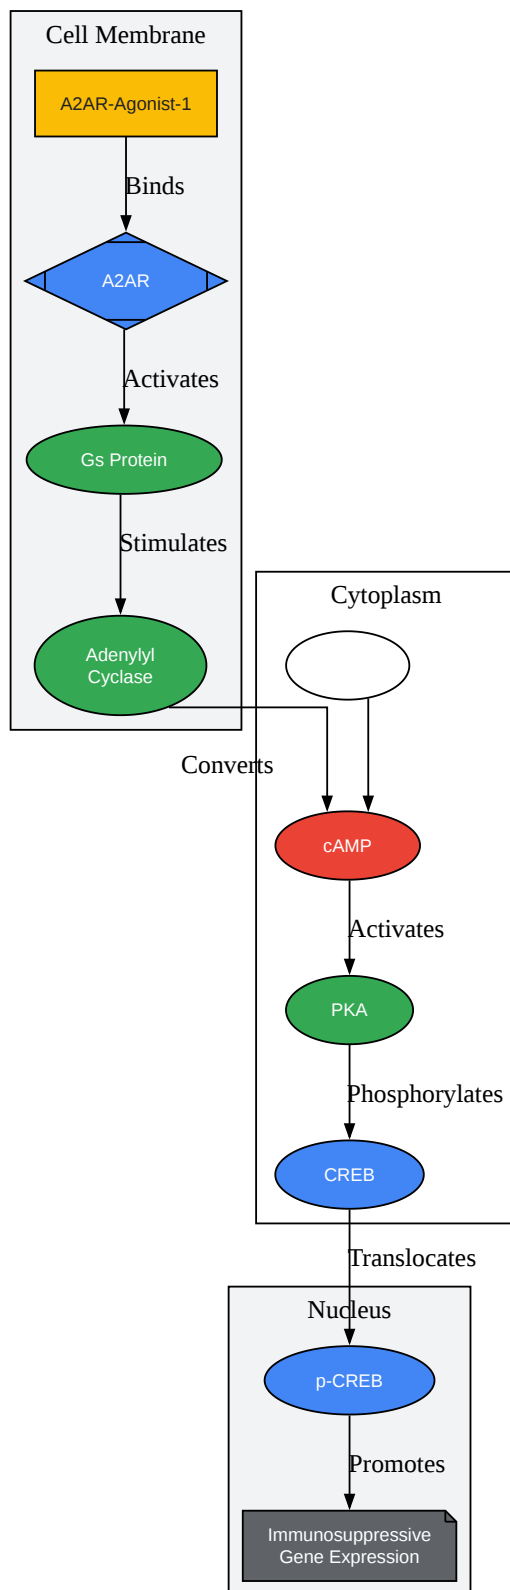 Cell Membrane
A2AR-Agonist-1
Binds
A2AR
Activates
Gs Protein
Stimulates
Adenylyl
Cyclase
Cytoplasm
Converts
cAMP
Activates
PKA
Phosphorylates
CREB
Translocates
Nucleus
p-CREB
Promotes
Immunosuppressive
Gene Expression